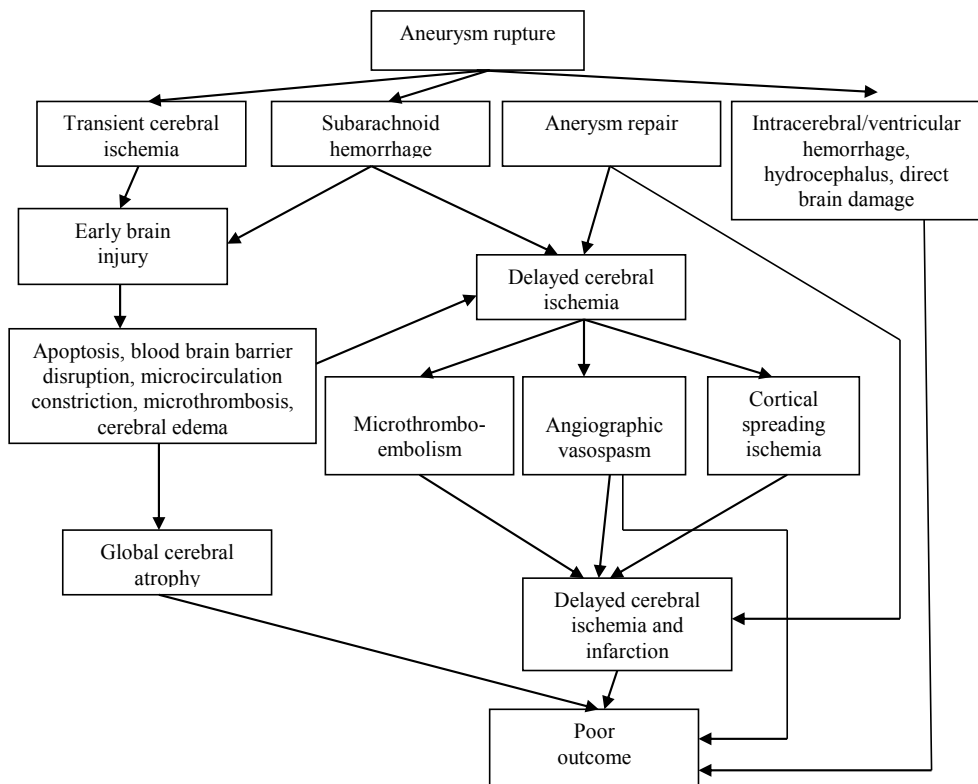 Aneurysm rupture
Transient cerebral
ischemia
Subarachnoid
hemorrhage
Anerysm repair
Intracerebral/ventricular
hemorrhage,
hydrocephalus, direct
brain damage
Early brain
injury
Delayed cerebral
ischemia
Apoptosis, blood brain barrier
disruption, microcirculation
constriction, microthrombosis,
cerebral edema
Microthrombo-
embolism
Angiographic
vasospasm
Cortical
spreading
ischemia
Global cerebral
atrophy
Delayed cerebral
ischemia and
infarction
Poor
outcome